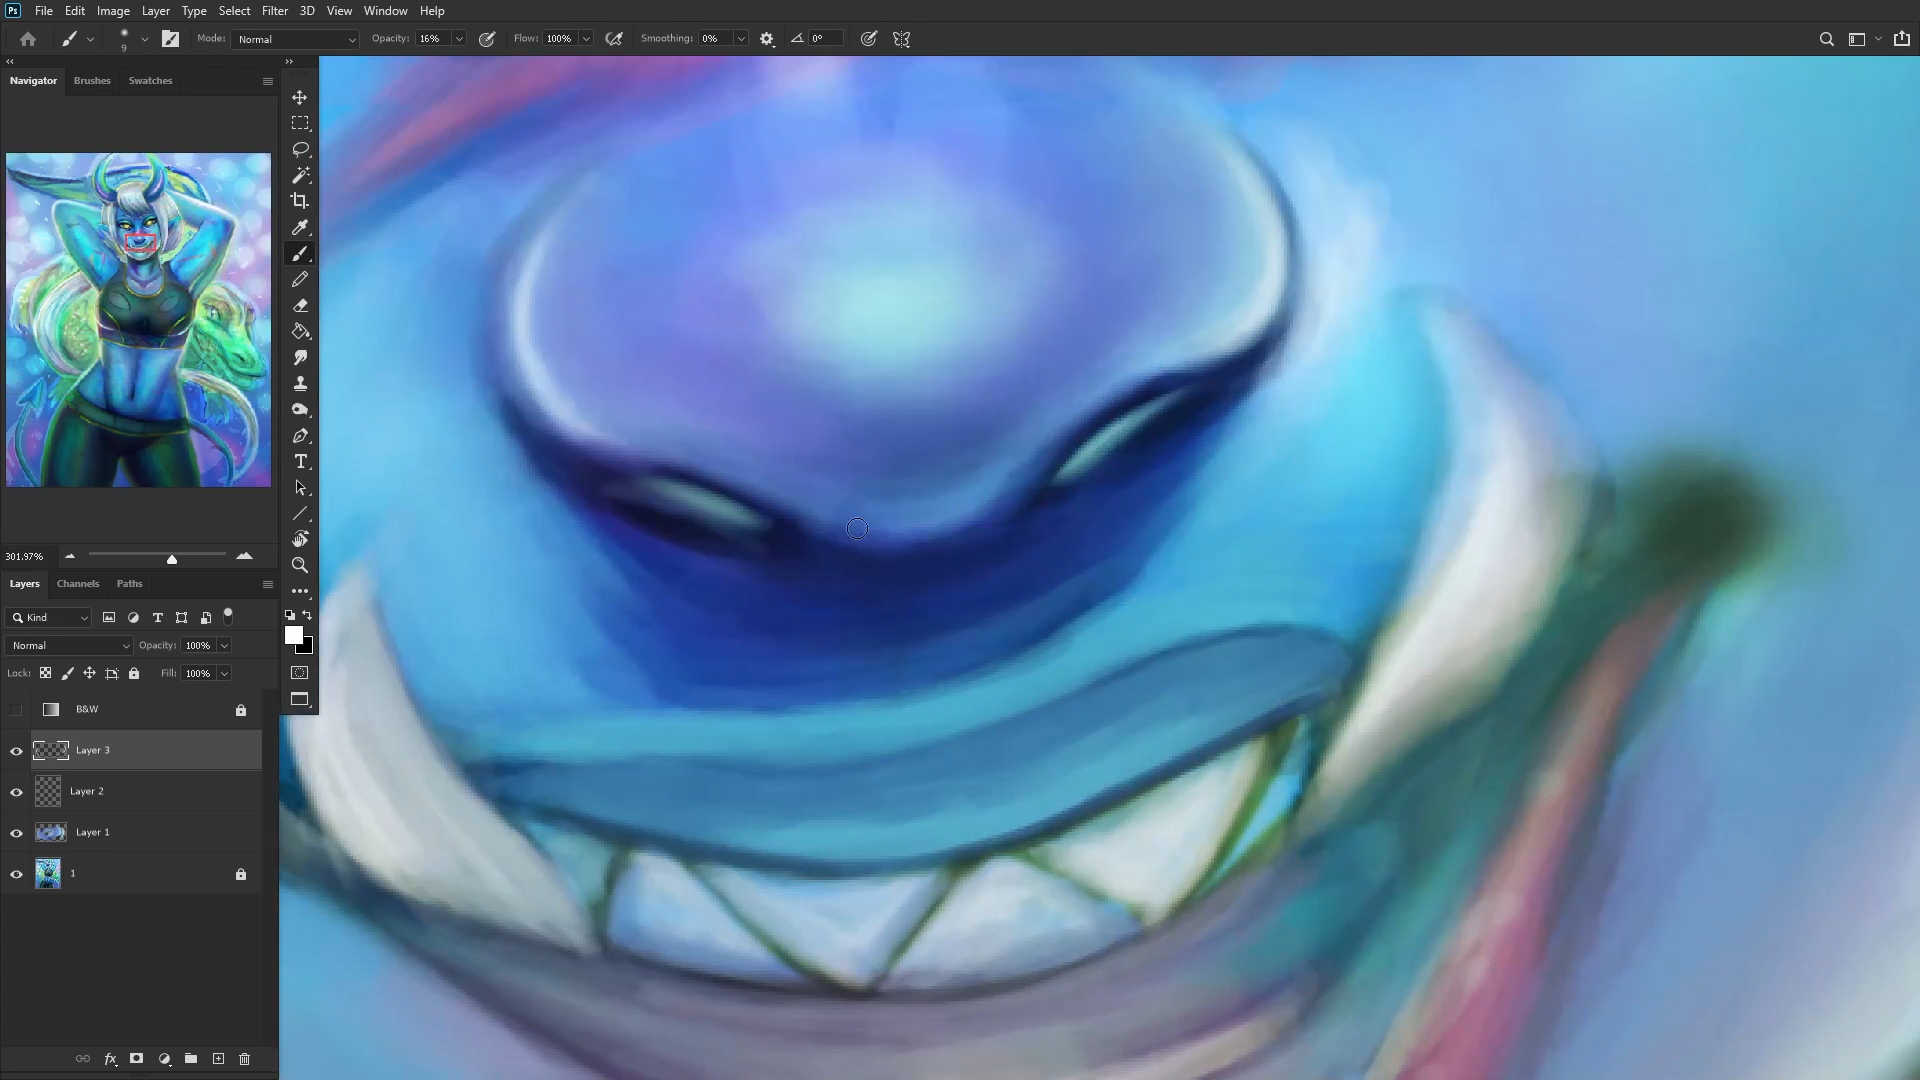 Ps File Edit Image Layer Type Select Filter 3D View Window Help
9 Mode: Normal Opacity: 16% Flow: 100% Smoothing: 0% 0°
Navigator Brushes Swatches
301.97%
Layers Channels Paths
Kind T
Normal Opacity: 100%
Lock: Fill: 100%
B&W
Layer 3
Layer 2
Layer 1
1
fx